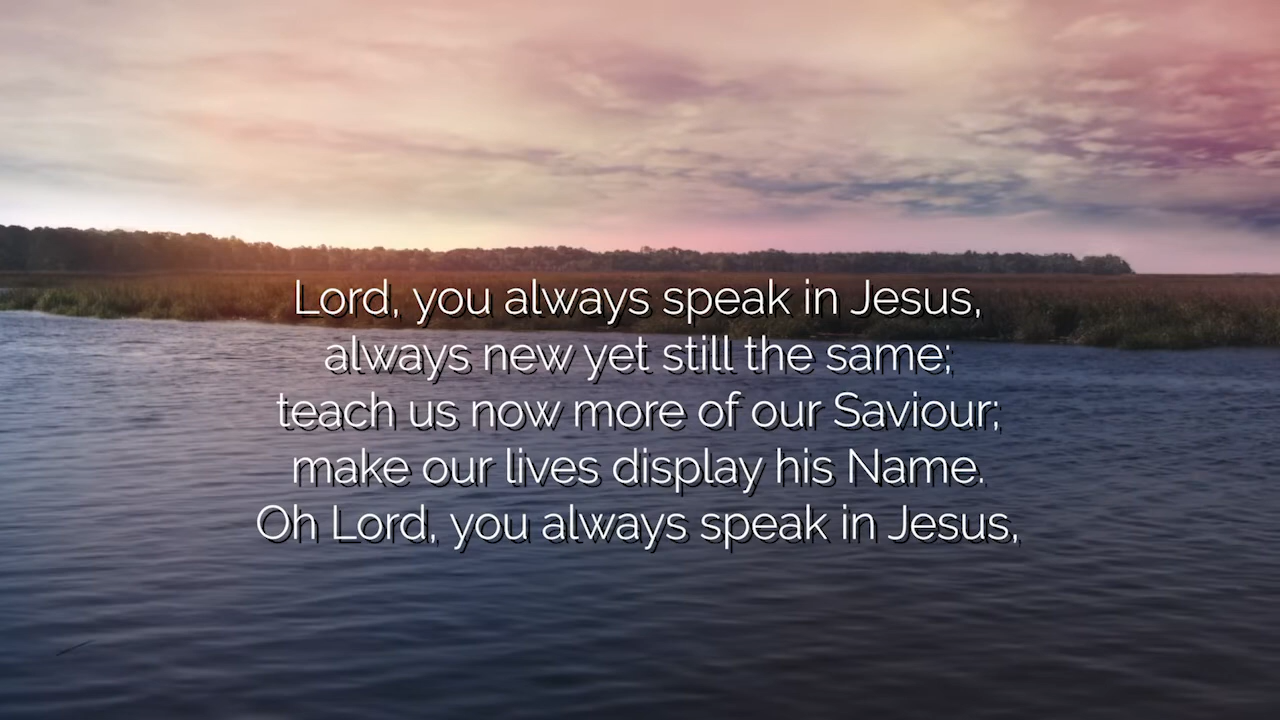 Lord, you always speak in Jesus,
always new yet still the same;
teach us now more of our Saviour;
make our lives display his Name.
Oh Lord, you always speak in Jesus,